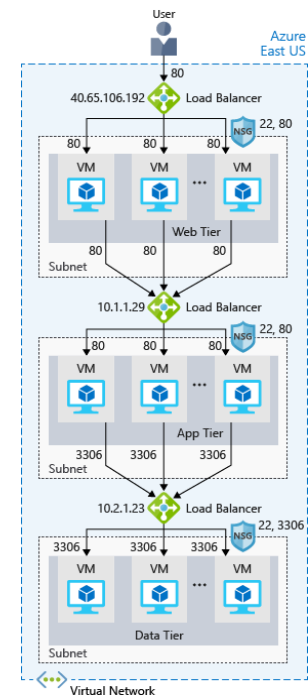 User
Azure
East US
80
40.65.106.192 Load Balancer
NSG 22, 80
80 80 80
VM VM VM
...
Web Tier
80 80 80
Subnet
10.1.1.29 Load Balancer
NSG 22, 80
80 80 80
VM VM VM
...
App Tier
3306 3306 3306
Subnet
10.2.1.23 Load Balancer
NSG 22, 3306
3306 3306 3306
VM VM VM
...
Data Tier
Subnet
Virtual Network